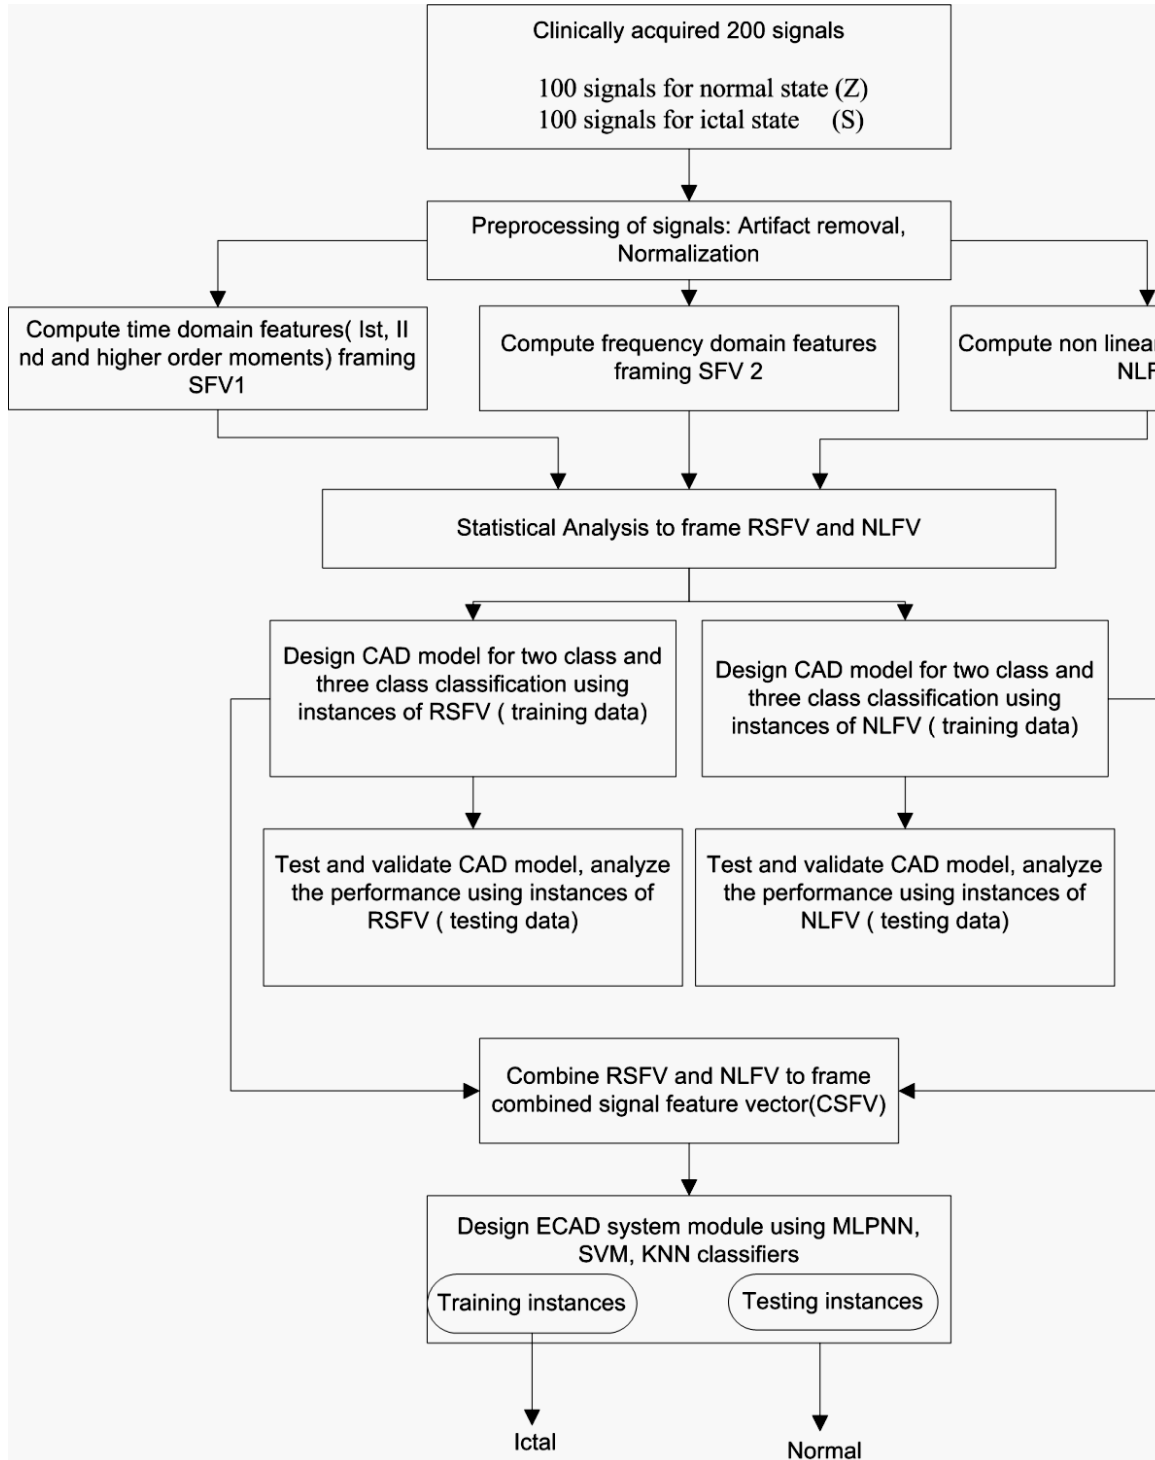 Clinically acquired 200 signals
100 signals for normal state (Z)
100 signals for ictal state (S)
Preprocessing of signals: Artifact removal,
Normalization
Compute time domain features( Ist, II
nd and higher order moments) framing
SFV1
Compute frequency domain features
framing SFV 2
Compute non linear
NLF
Statistical Analysis to frame RSFV and NLFV
Design CAD model for two class and
three class classification using
instances of RSFV ( training data)
Design CAD model for two class and
three class classification using
instances of NLFV ( training data)
Test and validate CAD model, analyze
the performance using instances of
RSFV ( testing data)
Test and validate CAD model, analyze
the performance using instances of
NLFV ( testing data)
Combine RSFV and NLFV to frame
combined signal feature vector(CSFV)
Design ECAD system module using MLPNN,
SVM, KNN classifiers
Training instances
Testing instances
Ictal
Normal